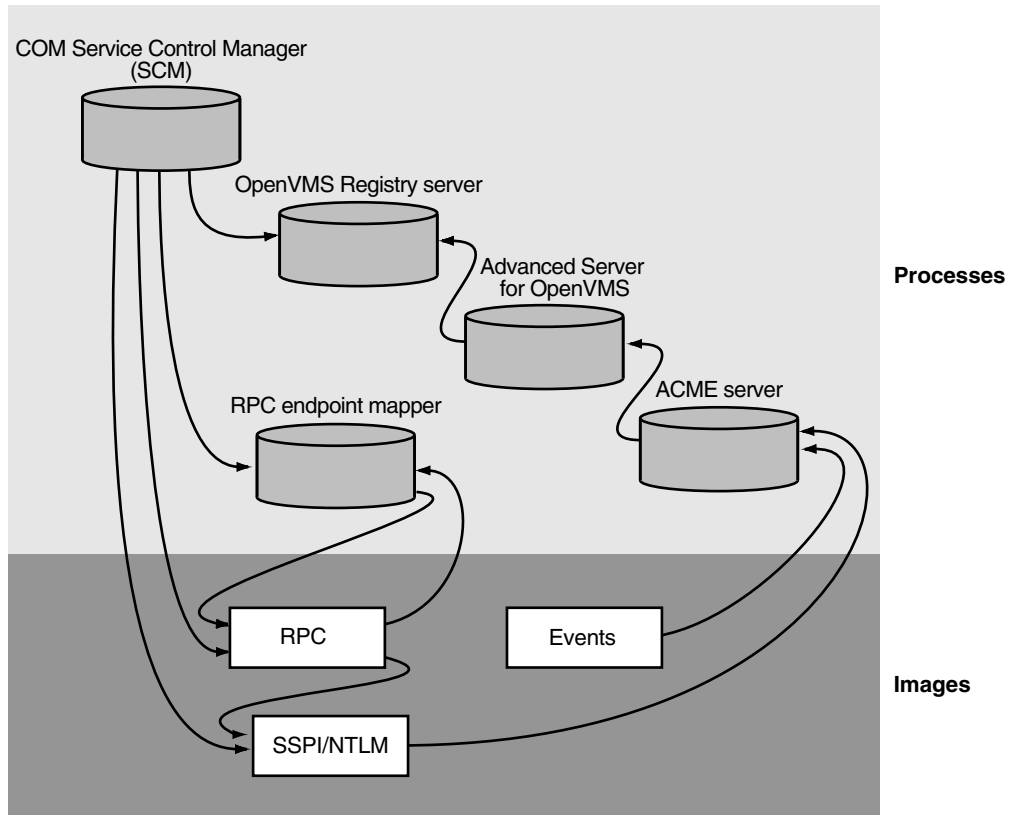 COM Service Control Manager
(SCM)
OpenVMS Registry server
Advanced Server
for OpenVMS
Processes
ACME server
RPC endpoint mapper
RPC
Events
Images
SSPI/NTLM